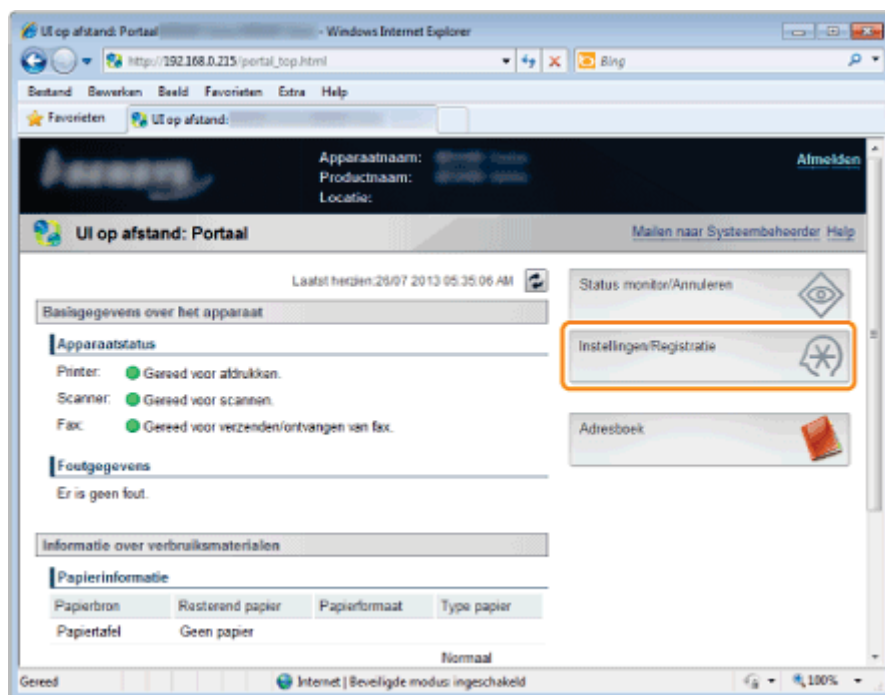 UI op afstand: Portaal - Windows Internet Explorer
http://192.168.0.215/portal_top.html
Bing
Bestand Bewerken Beeld Favorieten Extra Help
Favorieten UI op afstand:
Apparaatnaam:
Productnaam:
Locatie:
Afmelden
UI op afstand: Portaal
Mailen naar Systeembeheerder Help
Laatst herzien:26/07 2013 05:35:06 AM
Basisgegevens over het apparaat
Apparaatstatus
Printer: Gereed voor afdrukken.
Scanner: Gereed voor scannen.
Fax: Gereed voor verzenden/ontvangen van fax.
Foutgegevens
Er is geen fout.
Informatie over verbruiksmaterialen
Papierinformatie
Papierbron Resterend papier Papierformaat Type papier
Papiertafel Geen papier
Normaal
Status monitor/Annuleren
Instellingen/Registratie
Adresboek
Gereed Internet | Beveiligde modus ingeschakeld 100%